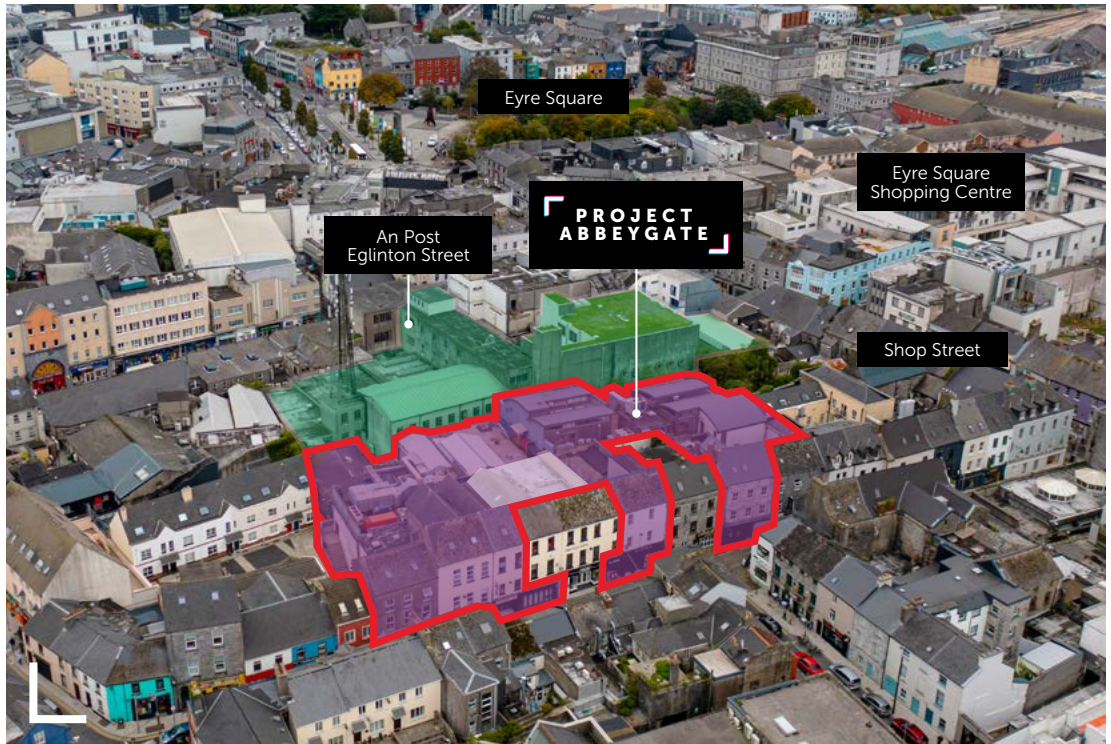 Eyre Square
Eyre Square
Shopping Centre
PROJECT
ABBEYGATE
An Post
Eglinton Street
Shop Street